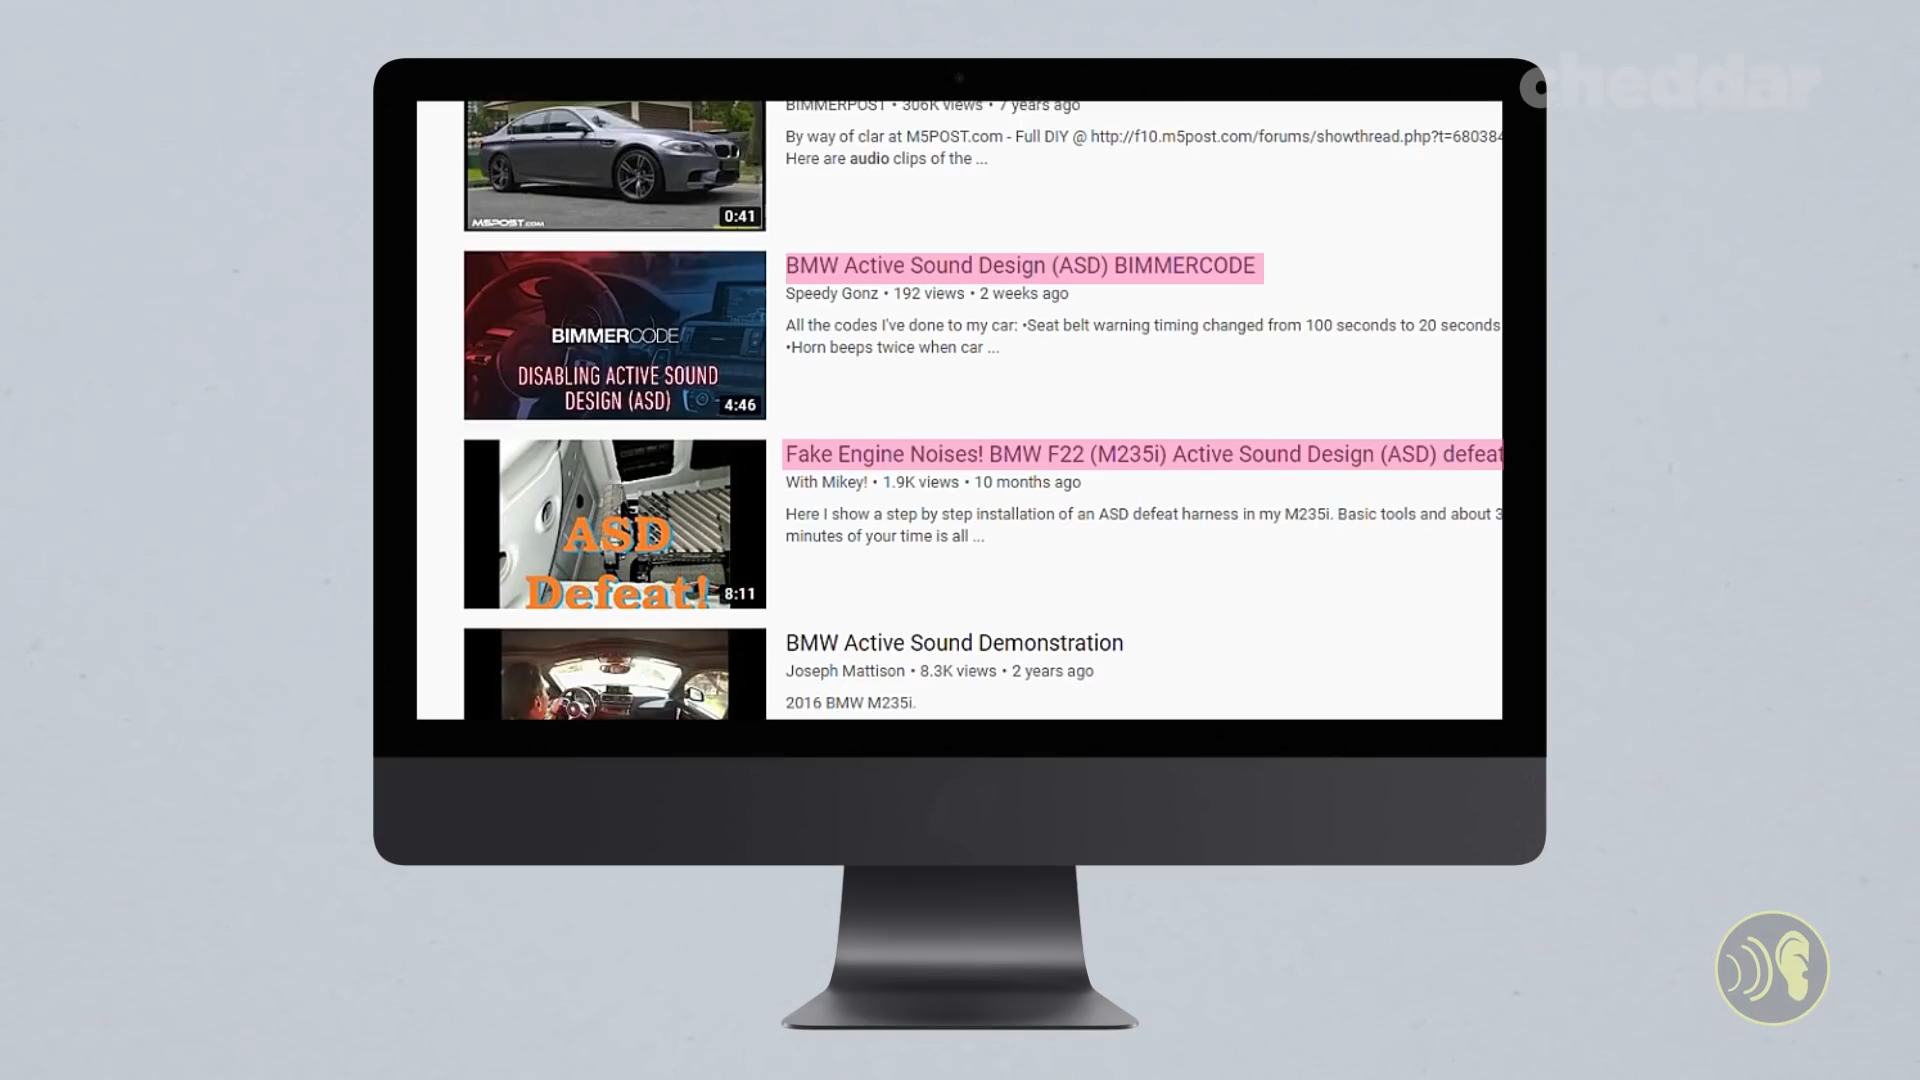 cheddar
BIMMERPOST • 306K views • 7 years ago
By way of clar at M5POST.com - Full DIY @ http://f10.m5post.com/forums/showthread.php?t=680384
Here are audio clips of the ...
M5POST.COM
0:41
BMW Active Sound Design (ASD) BIMMERCODE
Speedy Gonz • 192 views • 2 weeks ago
All the codes I've done to my car: •Seat belt warning timing changed from 100 seconds to 20 seconds
•Horn beeps twice when car ...
BIMMERCODE
DISABLING ACTIVE SOUND
DESIGN (ASD)
4:46
Fake Engine Noises! BMW F22 (M235i) Active Sound Design (ASD) defeat
With Mikey! • 1.9K views • 10 months ago
Here I show a step by step installation of an ASD defeat harness in my M235i. Basic tools and about 3
minutes of your time is all ...
ASD
Defeat!
8:11
BMW Active Sound Demonstration
Joseph Mattison • 8.3K views • 2 years ago
2016 BMW M235i.